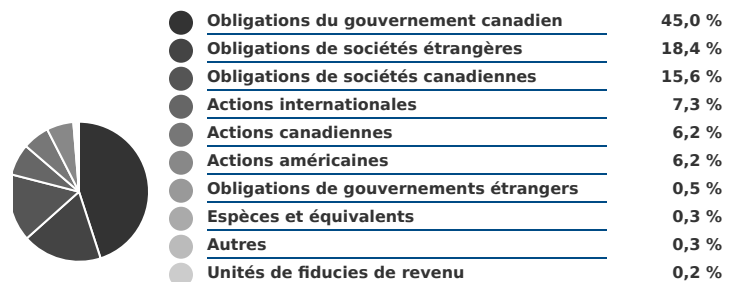 Obligations du gouvernement canadien 45,0 %
Obligations de sociétés étrangères 18,4 %
Obligations de sociétés canadiennes 15,6 %
Actions internationales 7,3 %
Actions canadiennes 6,2 %
Actions américaines 6,2 %
Obligations de gouvernements étrangers 0,5 %
Espèces et équivalents 0,3 %
Autres 0,3 %
Unités de fiducies de revenu 0,2 %